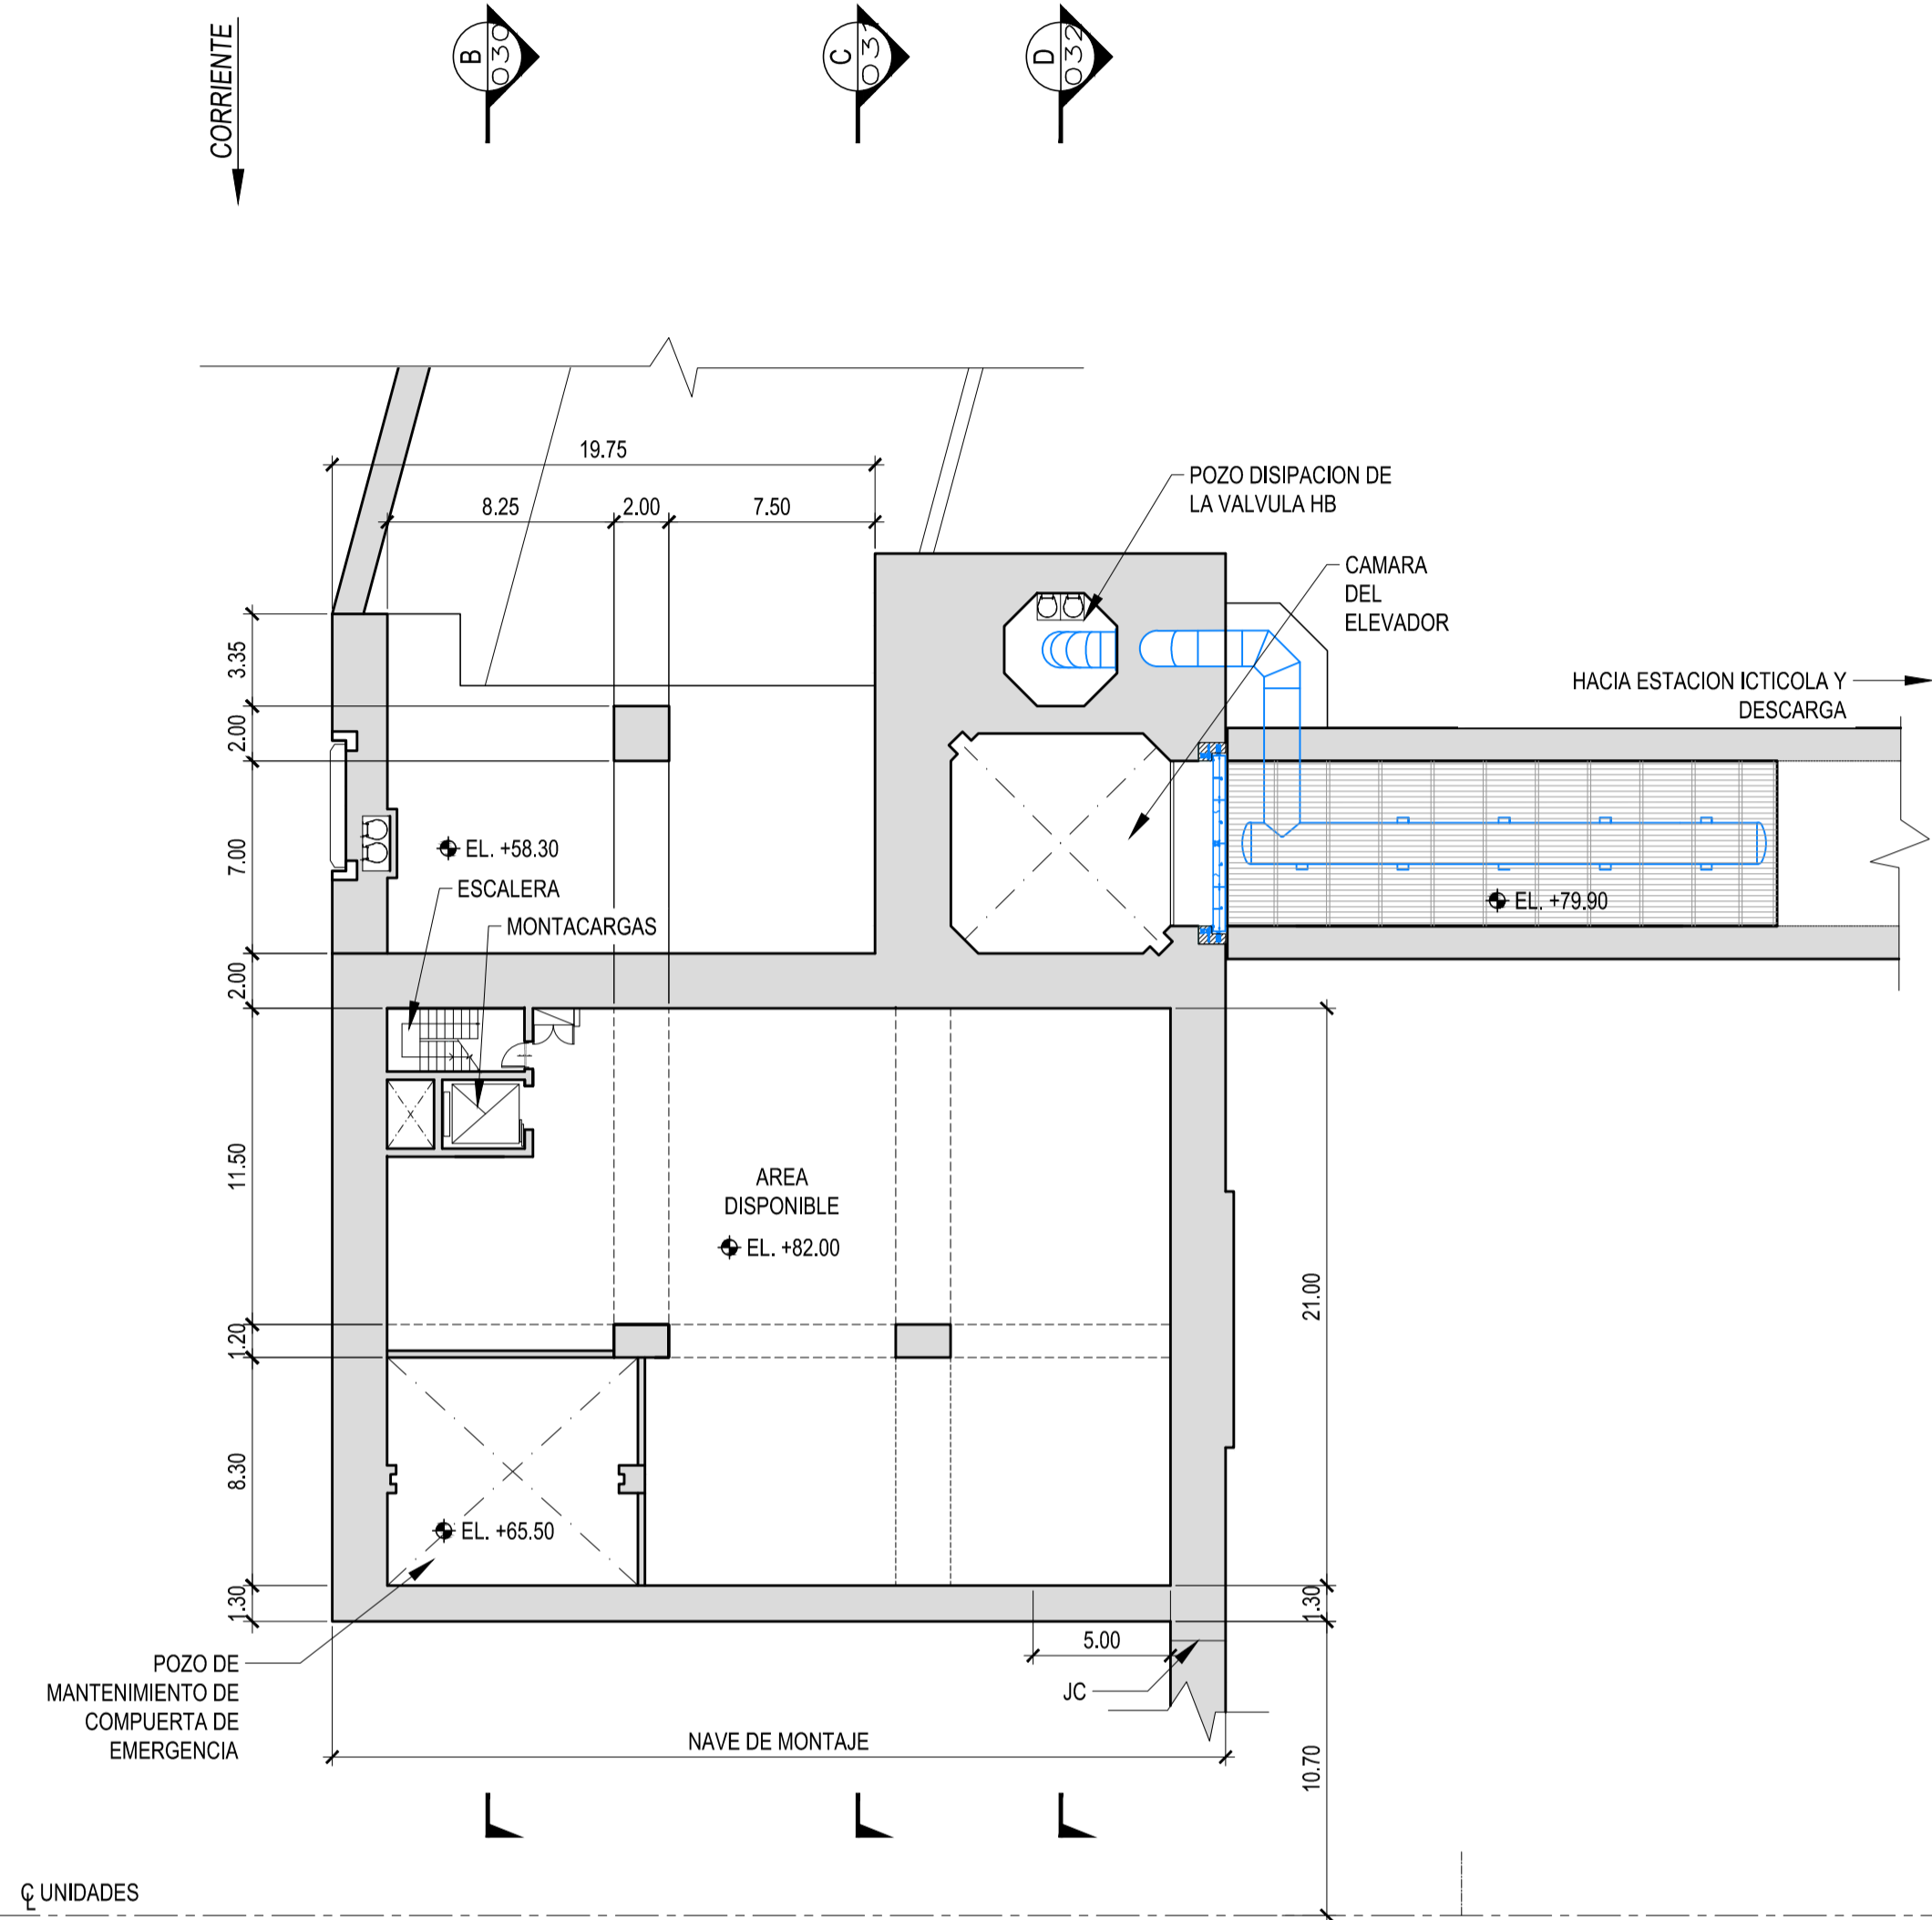 CORRIENTE
B
030
C
D
032
19.75
8.25
2.00
7.50
POZO DISIPACION DE
LA VALVULA HB
CAMARA
DEL
ELEVADOR
HACIA ESTACION ICTICOLA Y
DESCARGA
3.35
2.00
7.00
2.00
11.50
1.20
8.30
1.30
EL. +58.30
ESCALERA
MONTACARGAS
EL. +79.90
AREA
DISPONIBLE
EL. +82.00
21.00
1.30
10.70
EL. +65.50
POZO DE
MANTENIMIENTO DE
COMPUERTA DE
EMERGENCIA
5.00
JC
NAVE DE MONTAJE
℄ UNIDADES